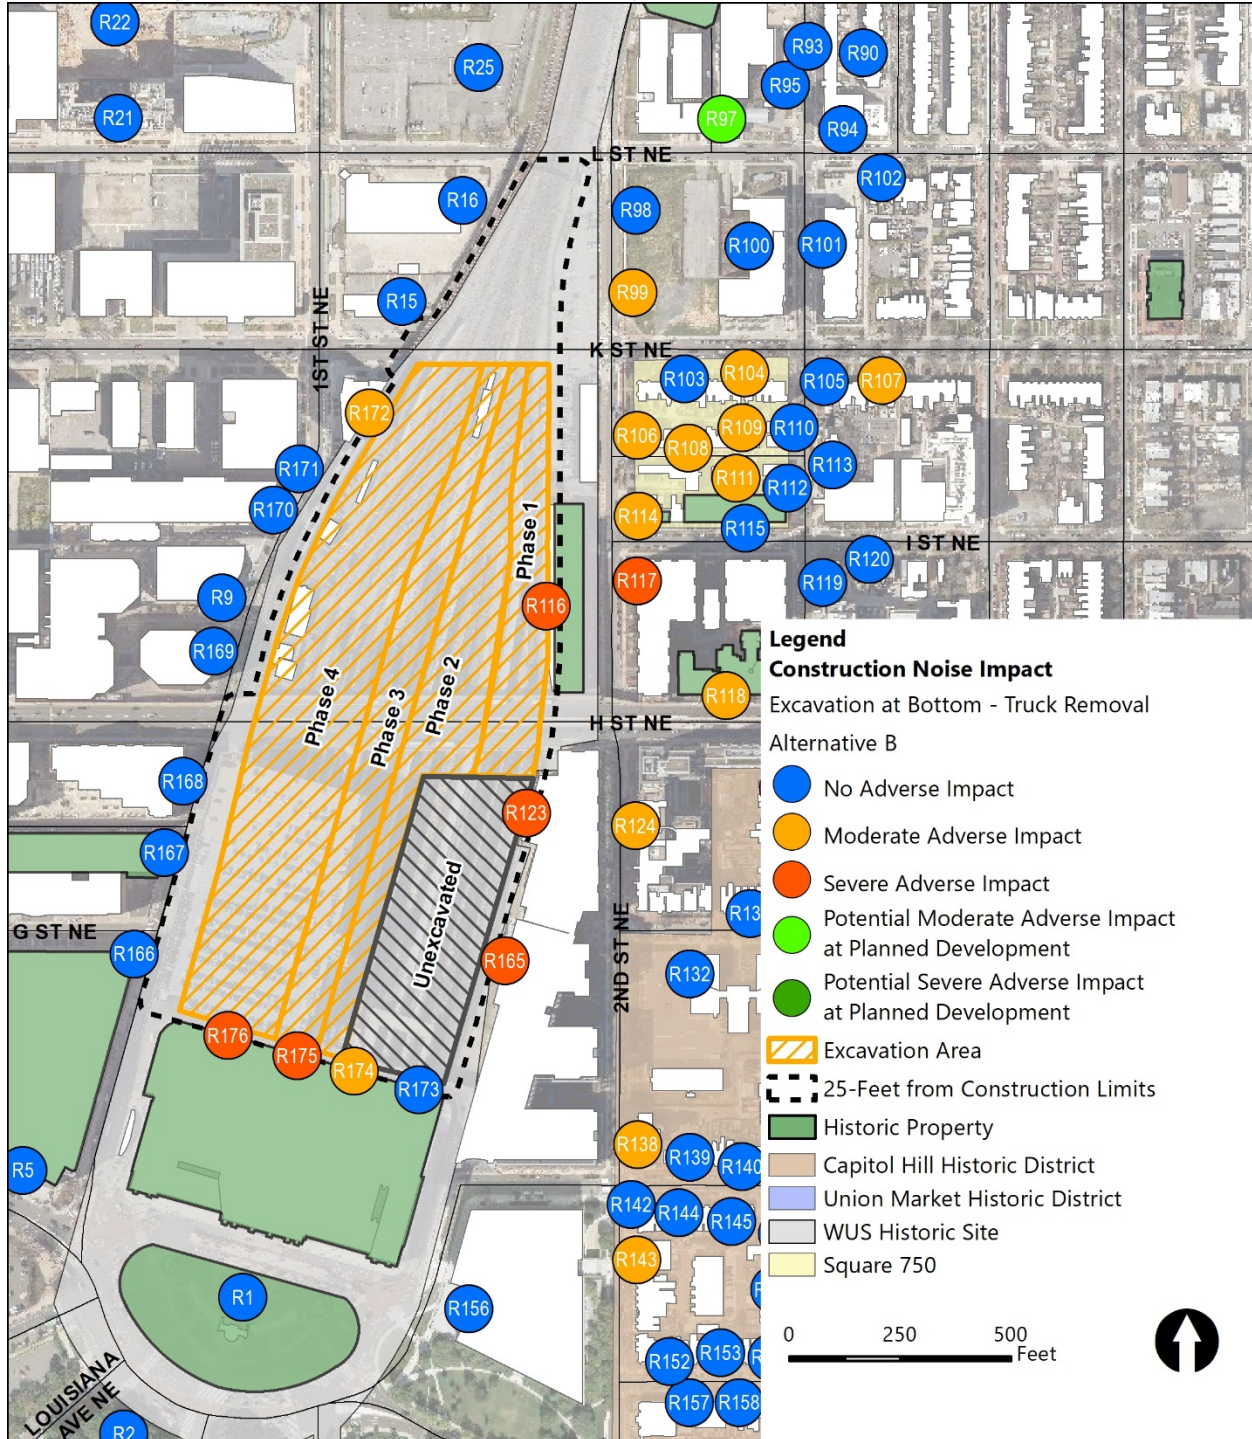 R22
R25
R93
R90
R95
R21
R97
R94
L ST NE
R102
R16
R98
R100
R101
R99
R15
1ST ST NE
K ST NE
R103
R104
R105
R107
R172
R106
R109
R110
R108
R171
R113
R111
R112
R170
R114
R115
I ST NE
Phase 1
R120
R117
R119
R9
R116
R169
Phase 4
Phase 3
Phase 2
R118
H ST NE
R168
R123
R124
R167
Unexcavated
R13
G ST NE
R166
R165
2ND ST NE
R132
R176
R175
R174
R173
R138
R139
R140
R5
R142
R144
R145
R143
R1
R156
R
R152
R153
R
R157
R158
LOUISIANA
AVE NE
R2
Legend
Construction Noise Impact
Excavation at Bottom - Truck Removal
Alternative B
No Adverse Impact
Moderate Adverse Impact
Severe Adverse Impact
Potential Moderate Adverse Impact
at Planned Development
Potential Severe Adverse Impact
at Planned Development
Excavation Area
25-Feet from Construction Limits
Historic Property
Capitol Hill Historic District
Union Market Historic District
WUS Historic Site
Square 750
0 250 500
Feet